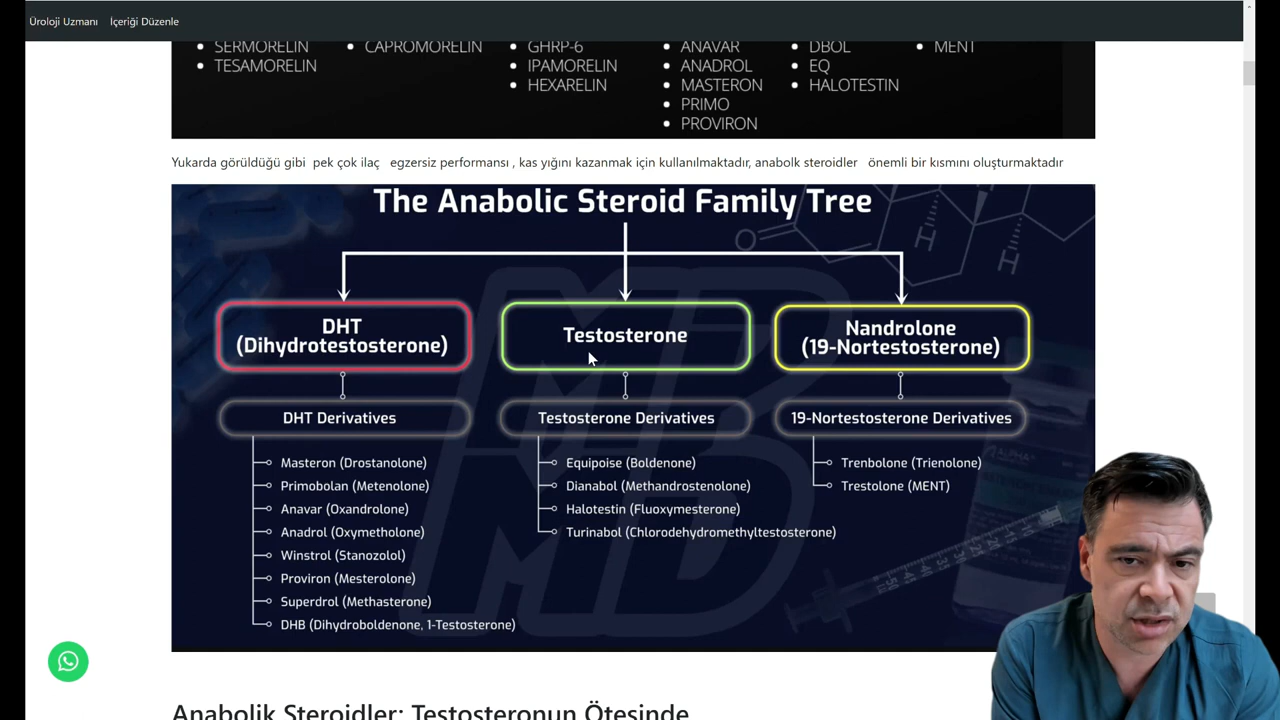 Üroloji Uzmanı İçeriği Düzenle
SERMORELIN CAPROMORELIN GHRP-6 ANAVAR DBOL MENT
TESAMORELIN IPAMORELIN ANADROL EQ
HEXARELIN MASTERON HALOTESTIN
PRIMO
PROVIRON
Yukarda görüldüğü gibi pek çok ilaç egzersiz performansı , kas yığını kazanmak için kullanılmaktadır, anabolk steroidler önemli bir kısmını oluşturmaktadır
The Anabolic Steroid Family Tree
DHT
(Dihydrotestosterone)
Testosterone
Nandrolone
(19-Nortestosterone)
DHT Derivatives
Masteron (Drostanolone)
Primobolan (Metenolone)
Anavar (Oxandrolone)
Anadrol (Oxymetholone)
Winstrol (Stanozolol)
Proviron (Mesterolone)
Superdrol (Methasterone)
DHB (Dihydroboldenone, 1-Testosterone)
Testosterone Derivatives
Equipoise (Boldenone)
Dianabol (Methandrostenolone)
Halotestin (Fluoxymesterone)
Turinabol (Chlorodehydromethyltestosterone)
19-Nortestosterone Derivatives
Trenbolone (Trienolone)
Trestolone (MENT)
Anabolik Steroidler: Testosteronun Ötesinde